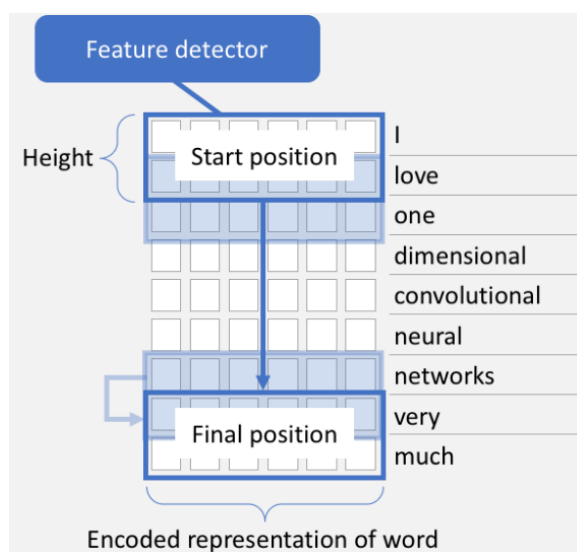 Feature detector
I
Height
Start position
love
one
dimensional
convolutional
neural
networks
very
Final position
much
Encoded representation of word